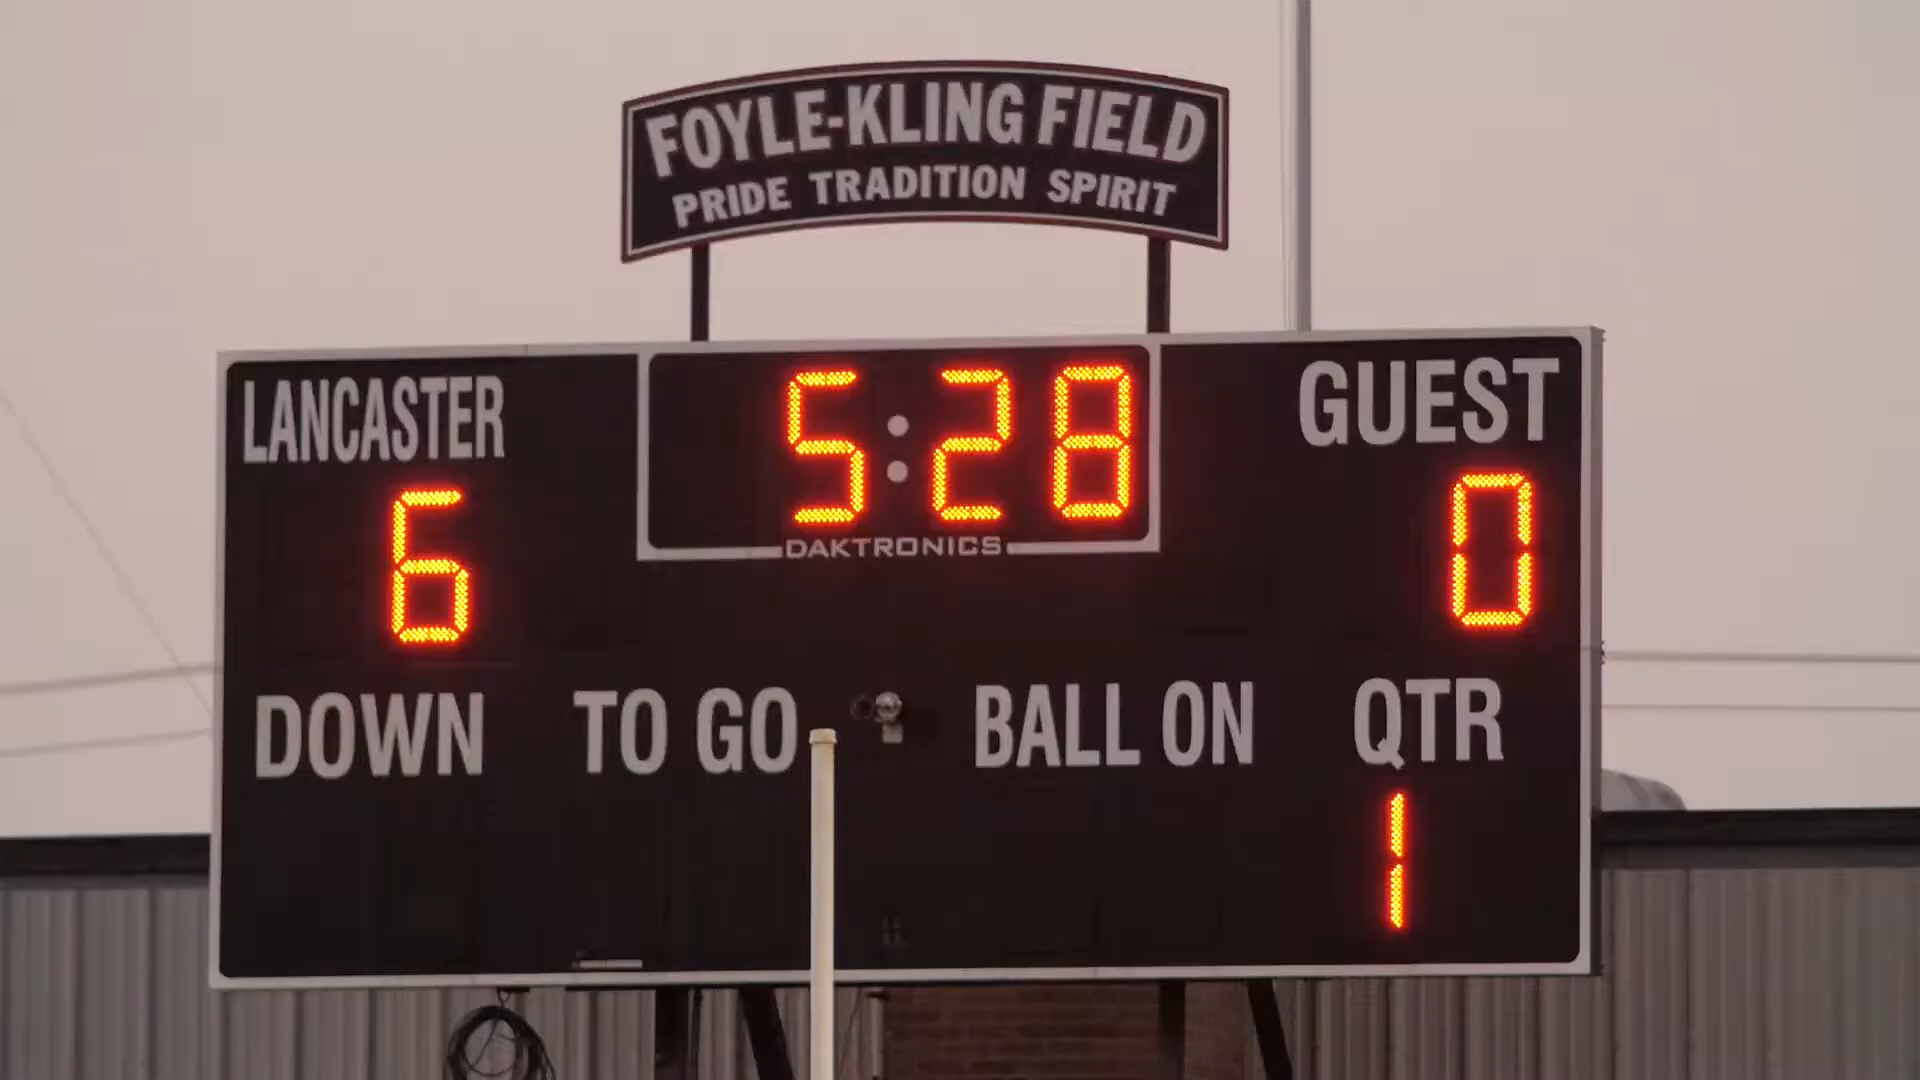 FOYLE-KLING FIELD
PRIDE TRADITION SPIRIT
LANCASTER 5:28 GUEST
6 0
DAKTRONICS
DOWN TO GO BALL ON QTR
1